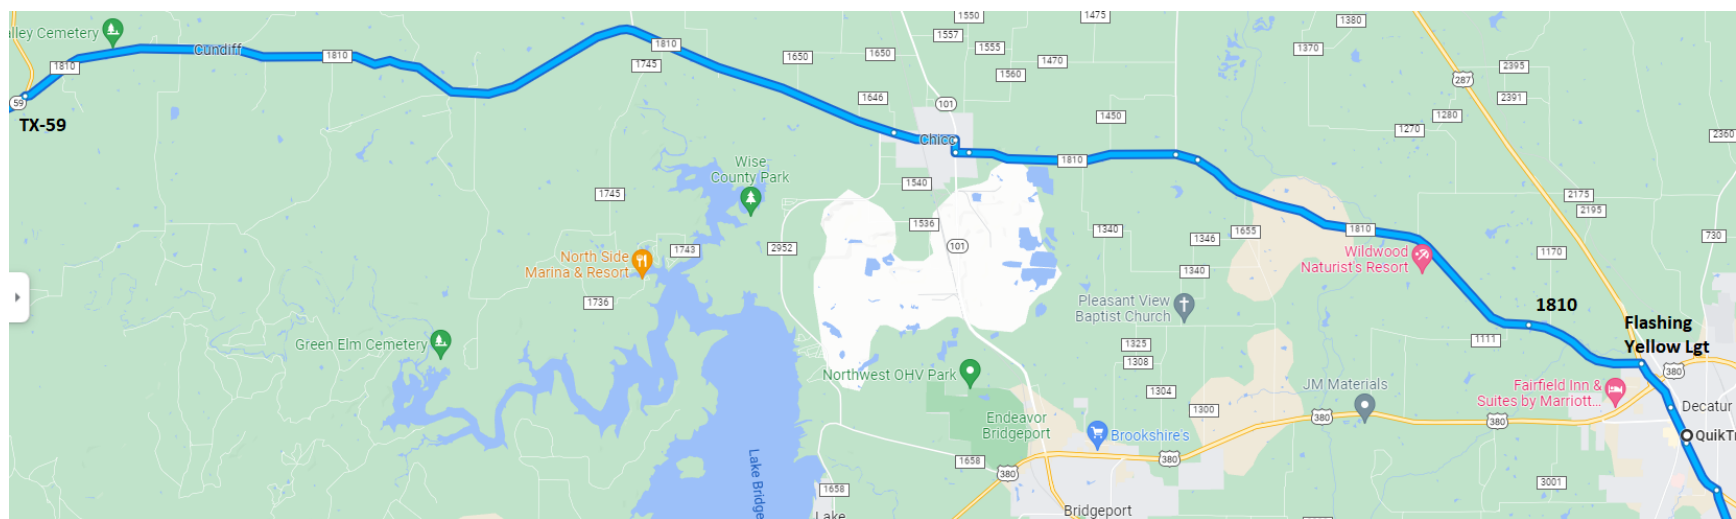 1550
1475
1380
alley Cemetery
1557
1555
1370
Cundiff
1810
1810
1810
1745
1650
1650
1470
1560
2395
287
59
TX-59
1646
101
1450
2391
1280
1270
2360
Chico
1810
Wise
County Park
1540
1745
2175
2195
1536
1340
1655
1346
1810
730
1743
2952
101
North Side
Marina & Resort
Wildwood
Naturist's Resort
1170
1340
1736
Pleasant View
Baptist Church
1810
Flashing
Yellow Lgt
Green Elm Cemetery
1325
1308
1111
380
Northwest OHV Park
1304
JM Materials
Fairfield Inn &
Suites by Marriott...
1300
380
380
Decatur
Endeavor
Bridgeport
Brookshire's
QuikTr
1658
380
380
Lake Bridge
1658
3001
Lake
Bridgeport